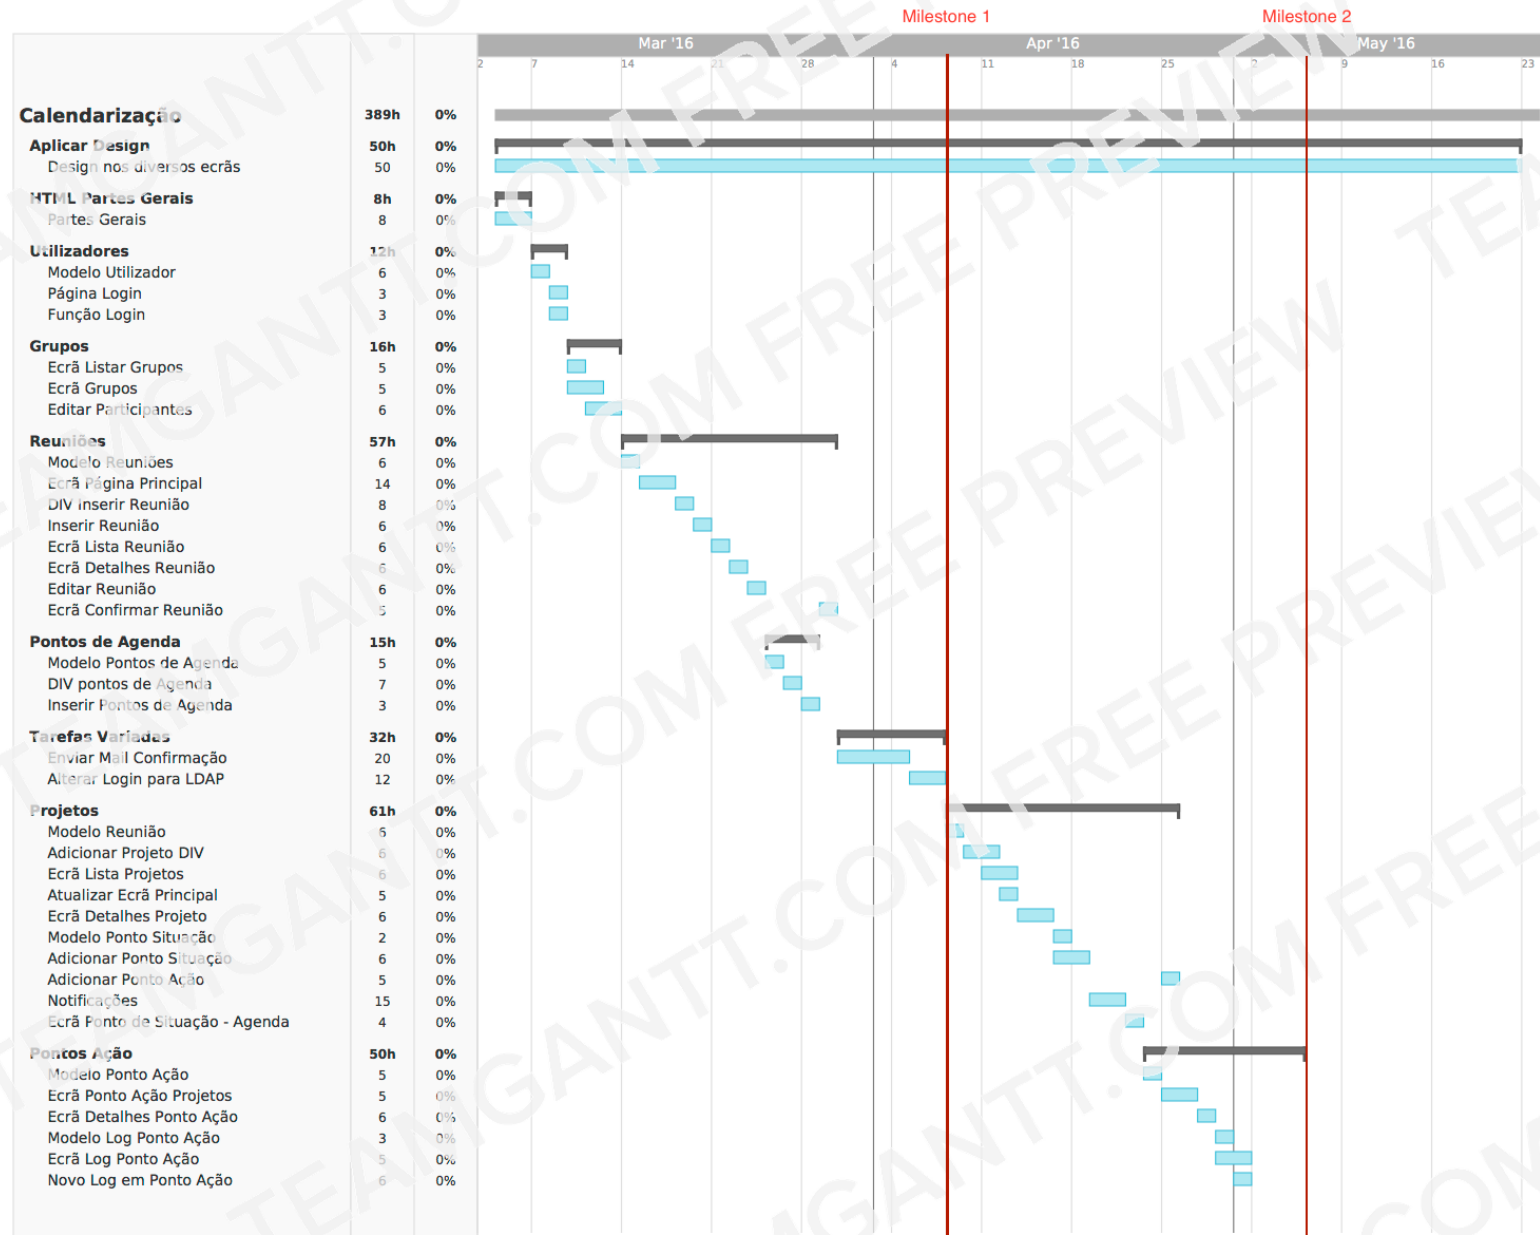 Milestone 1 Milestone 2
Mar '16 Apr '16 May '16
2 7 14 21 28 4 11 18 25 2 9 16 23
Calendarização 389h 0%
Aplicar Design 50h 0%
Design nos diversos ecrãs 50 0%
HTML Partes Gerais 8h 0%
Partes Gerais 8 0%
Utilizadores 12h 0%
Modelo Utilizador 6 0%
Página Login 3 0%
Função Login 3 0%
Grupos 16h 0%
Ecrã Listar Grupos 5 0%
Ecrã Grupos 5 0%
Editar Participantes 6 0%
Reuniões 57h 0%
Modelo Reuniões 6 0%
Ecrã Página Principal 14 0%
DIV Inserir Reunião 8 0%
Inserir Reunião 6 0%
Ecrã Lista Reunião 6 0%
Ecrã Detalhes Reunião 6 0%
Editar Reunião 6 0%
Ecrã Confirmar Reunião 5 0%
Pontos de Agenda 15h 0%
Modelo Pontos de Agenda 5 0%
DIV pontos de Agenda 7 0%
Inserir Pontos de Agenda 3 0%
Tarefas Variadas 32h 0%
Enviar Mail Confirmação 20 0%
Alterar Login para LDAP 12 0%
Projetos 61h 0%
Modelo Reunião 6 0%
Adicionar Projeto DIV 6 0%
Ecrã Lista Projetos 6 0%
Atualizar Ecrã Principal 5 0%
Ecrã Detalhes Projeto 6 0%
Modelo Ponto Situação 2 0%
Adicionar Ponto Situação 6 0%
Adicionar Ponto Ação 5 0%
Notificações 15 0%
Ecrã Ponto de Situação - Agenda 4 0%
Pontos Ação 50h 0%
Modelo Ponto Ação 5 0%
Ecrã Ponto Ação Projetos 5 0%
Ecrã Detalhes Ponto Ação 6 0%
Modelo Log Ponto Ação 3 0%
Ecrã Log Ponto Ação 5 0%
Novo Log em Ponto Ação 6 0%
TEAMGANTT.COM FREE PREVIEW